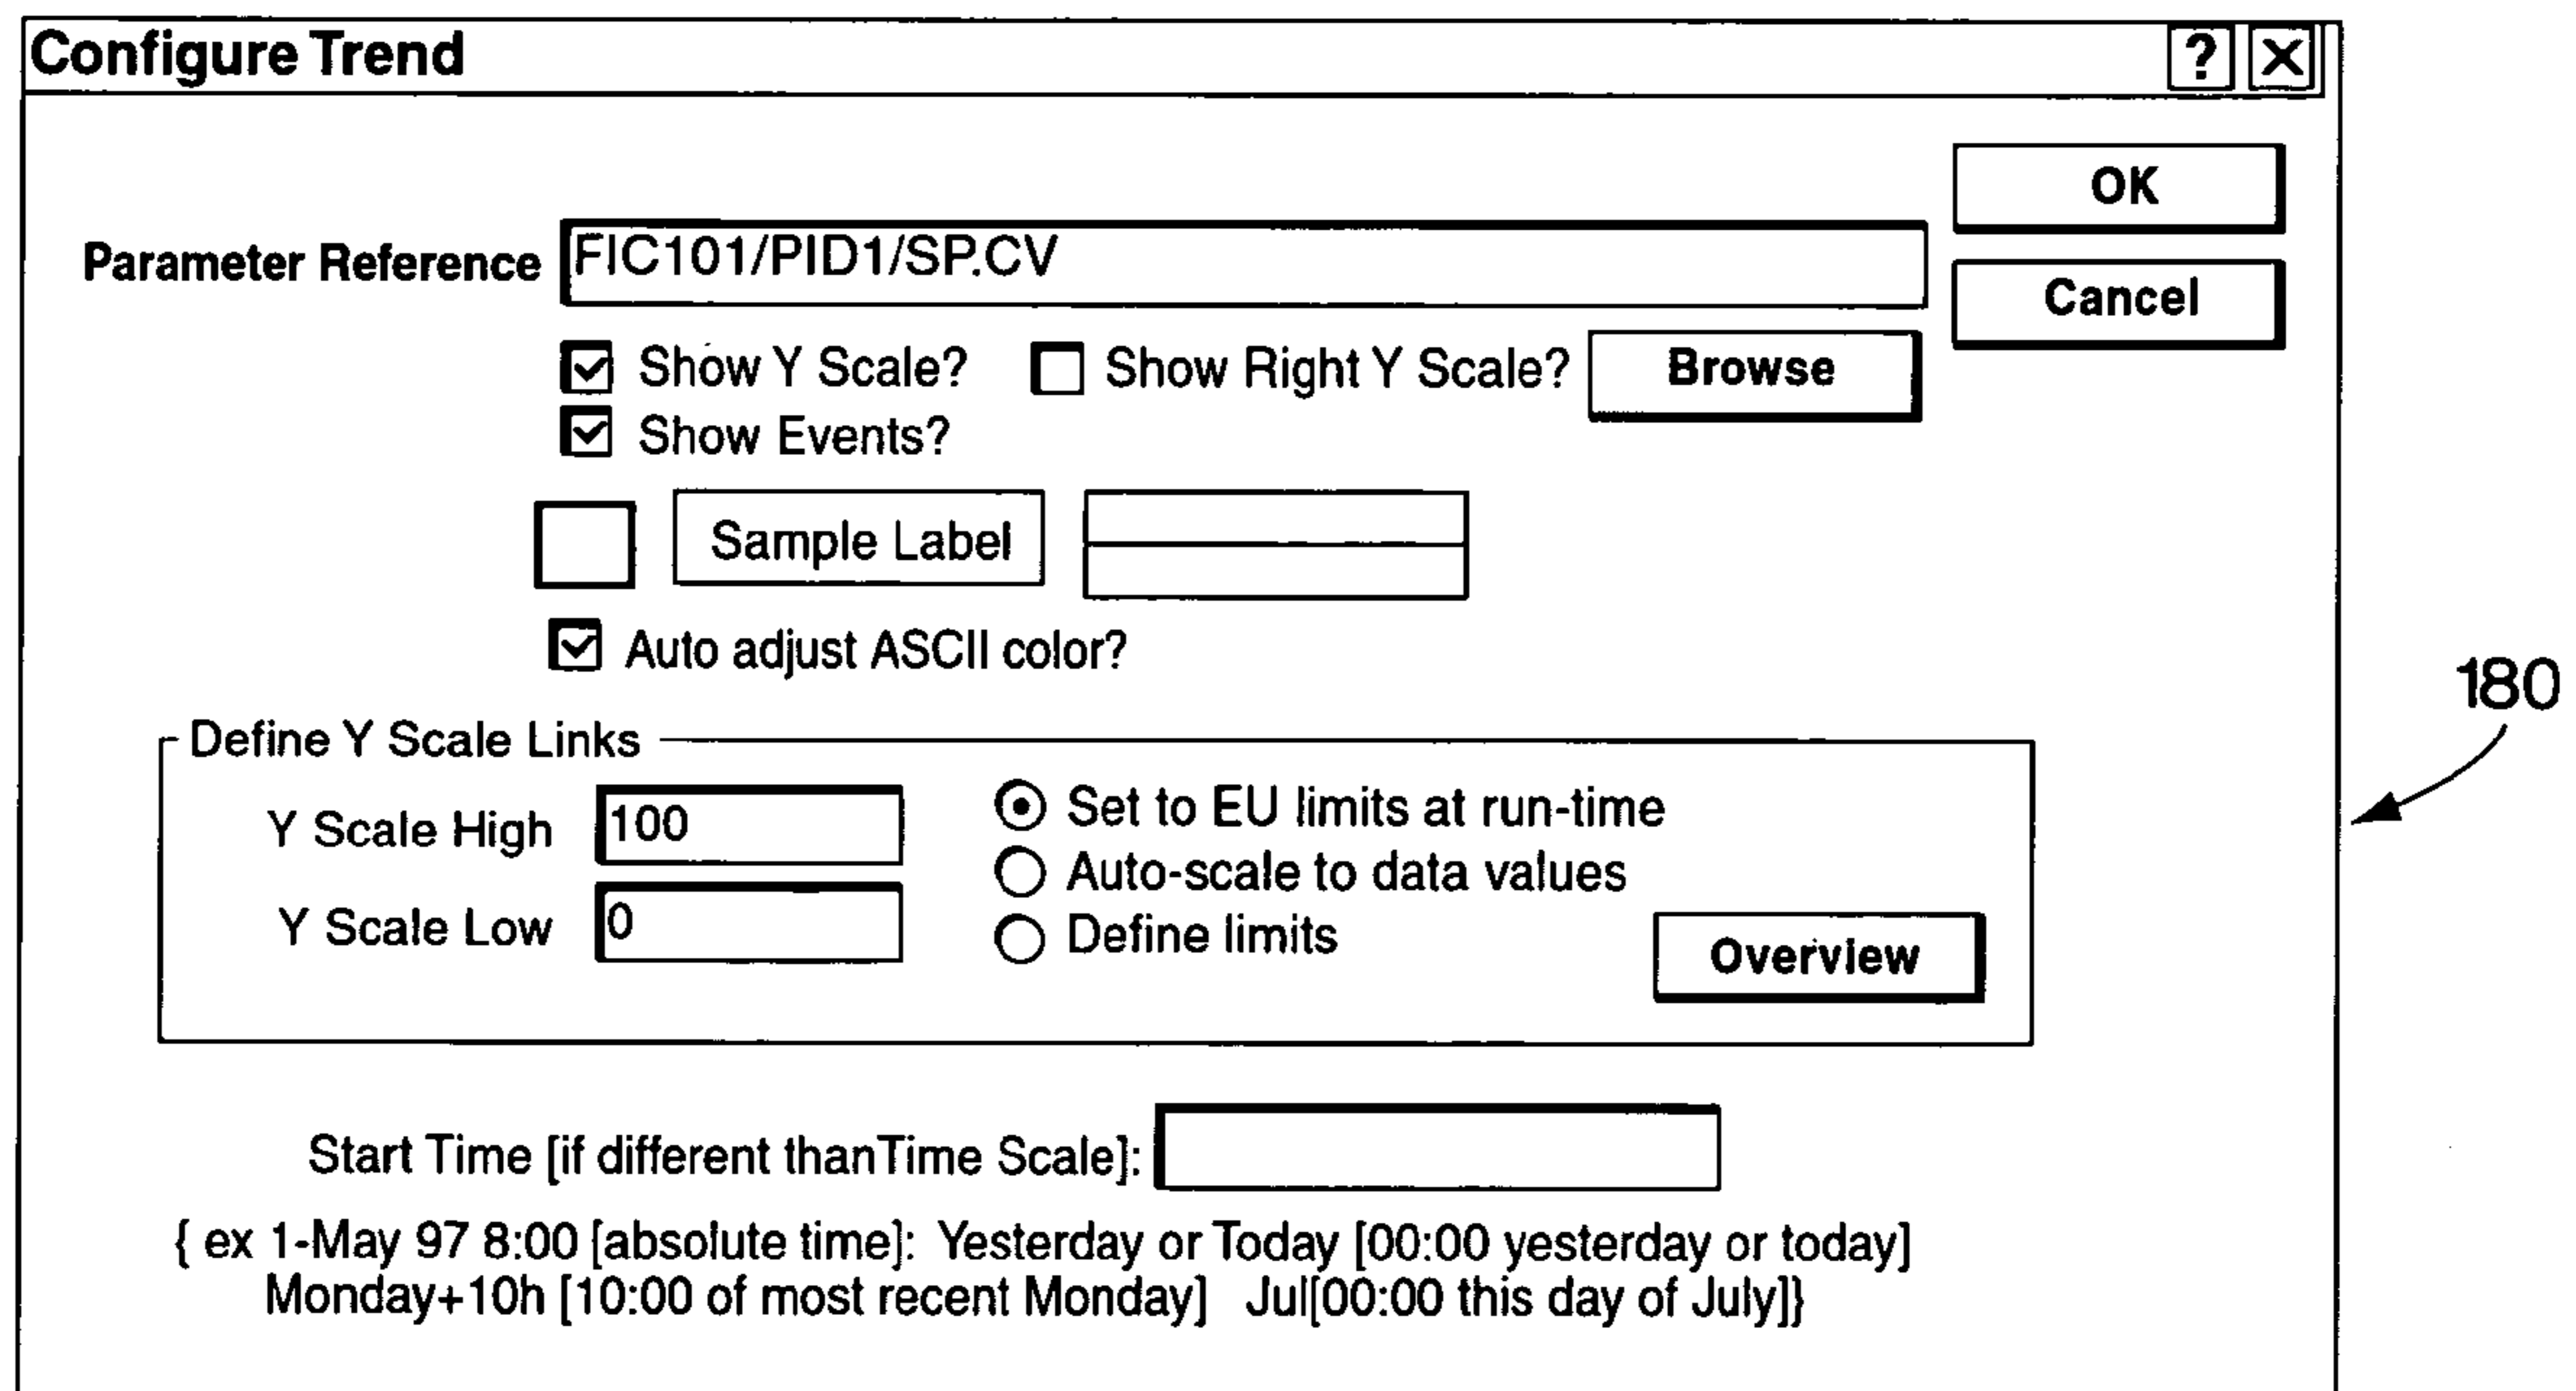 Configure Trend ? X
OK
Parameter Reference FIC101/PID1/SP.CV
Cancel
Show Y Scale? Show Right Y Scale? Browse
Show Events?
Sample Label
Auto adjust ASCII color?
180
Define Y Scale Links
Y Scale High 100 Set to EU limits at run-time
Auto-scale to data values
Y Scale Low 0 Define limits
Overview
Start Time [if different thanTime Scale]:
{ ex 1-May 97 8:00 [absolute time]: Yesterday or Today [00:00 yesterday or today]
Monday+10h [10:00 of most recent Monday] Jul[00:00 this day of July]}